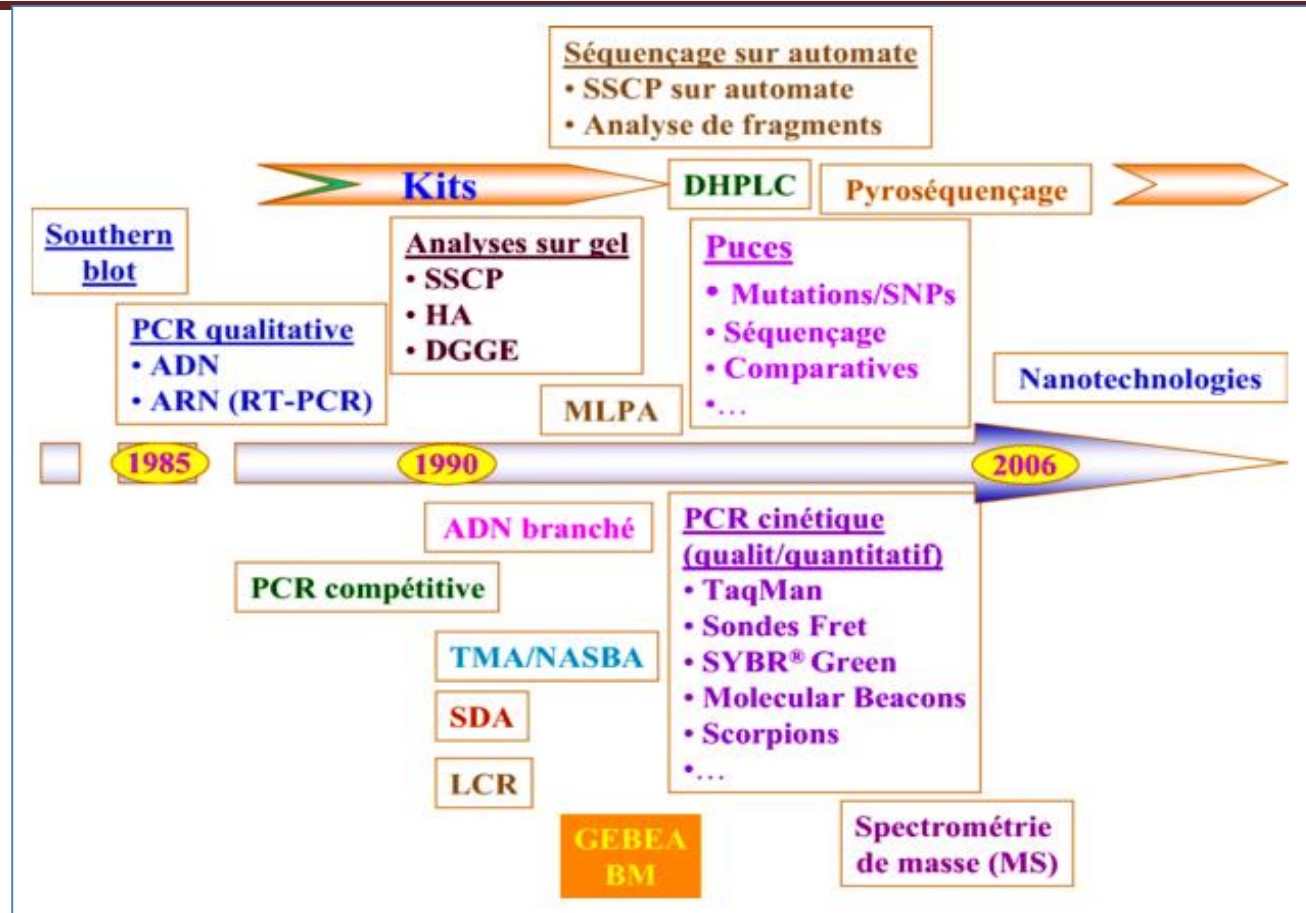 Séquençage sur automate
• SSCP sur automate
• Analyse de fragments
Kits
DHPLC
Pyroséquençage
Southern
blot
Analyses sur gel
• SSCP
• HA
• DGGE
Puces
• Mutations/SNPs
• Séquençage
• Comparatives
•...
PCR qualitative
• ADN
• ARN (RT-PCR)
MLPA
Nanotechnologies
1985
1990
2006
ADN branché
PCR compétitive
TMA/NASBA
SDA
LCR
PCR cinétique
(qualit/quantitatif)
• TaqMan
• Sondes Fret
• SYBR® Green
• Molecular Beacons
• Scorpions
•...
GEBEA
BM
Spectrométrie
de masse (MS)